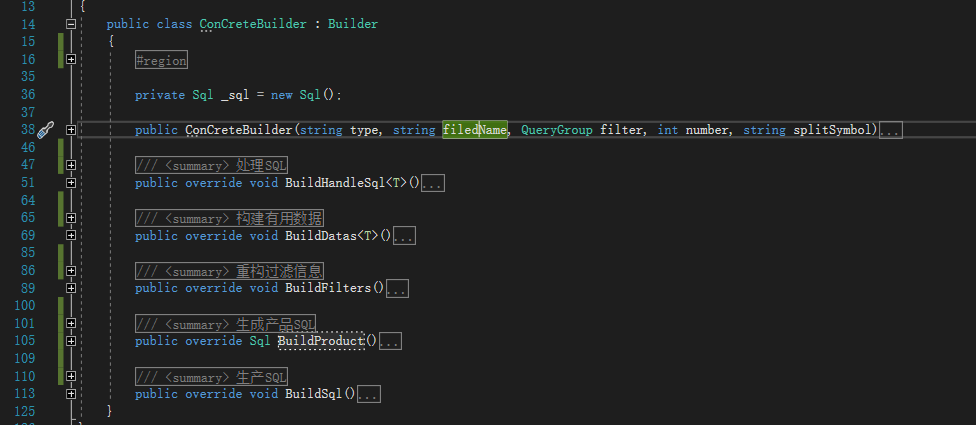 13 {
14 public class ConCreteBuilder : Builder
15 {
16 #region
35
36 private Sql _sql = new Sql();
37
38 public ConCreteBuilder(string type, string filedName, QueryGroup filter, int number, string splitSymbol)...
46
47 /// <summary> 处理SQL
51 public override void BuildHandleSql<T>()...
64
65 /// <summary> 构建有用数据
69 public override void BuildDatas<T>()...
85
86 /// <summary> 重构过滤信息
89 public override void BuildFilters()...
100
101 /// <summary> 生成产品SQL
105 public override Sql BuildProduct()...
109
110 /// <summary> 生产SQL
113 public override void BuildSql()...
125 }